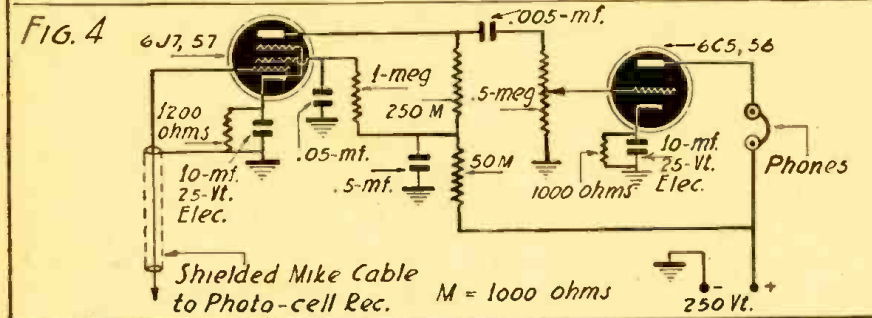 FIG. 4
6J7, 57
.005-mf.
6C5, 56
1-meg
1200
ohms
250 M
.5-meg
.05-mf.
10-mf.
25-Vt.
Elec.
.5-mf.
50M
10-mf.
25-Vt.
Elec.
1000 ohms
Phones
Shielded Mike Cable
to Photo-cell Rec.
M = 1000 ohms
- +
250 Vt.